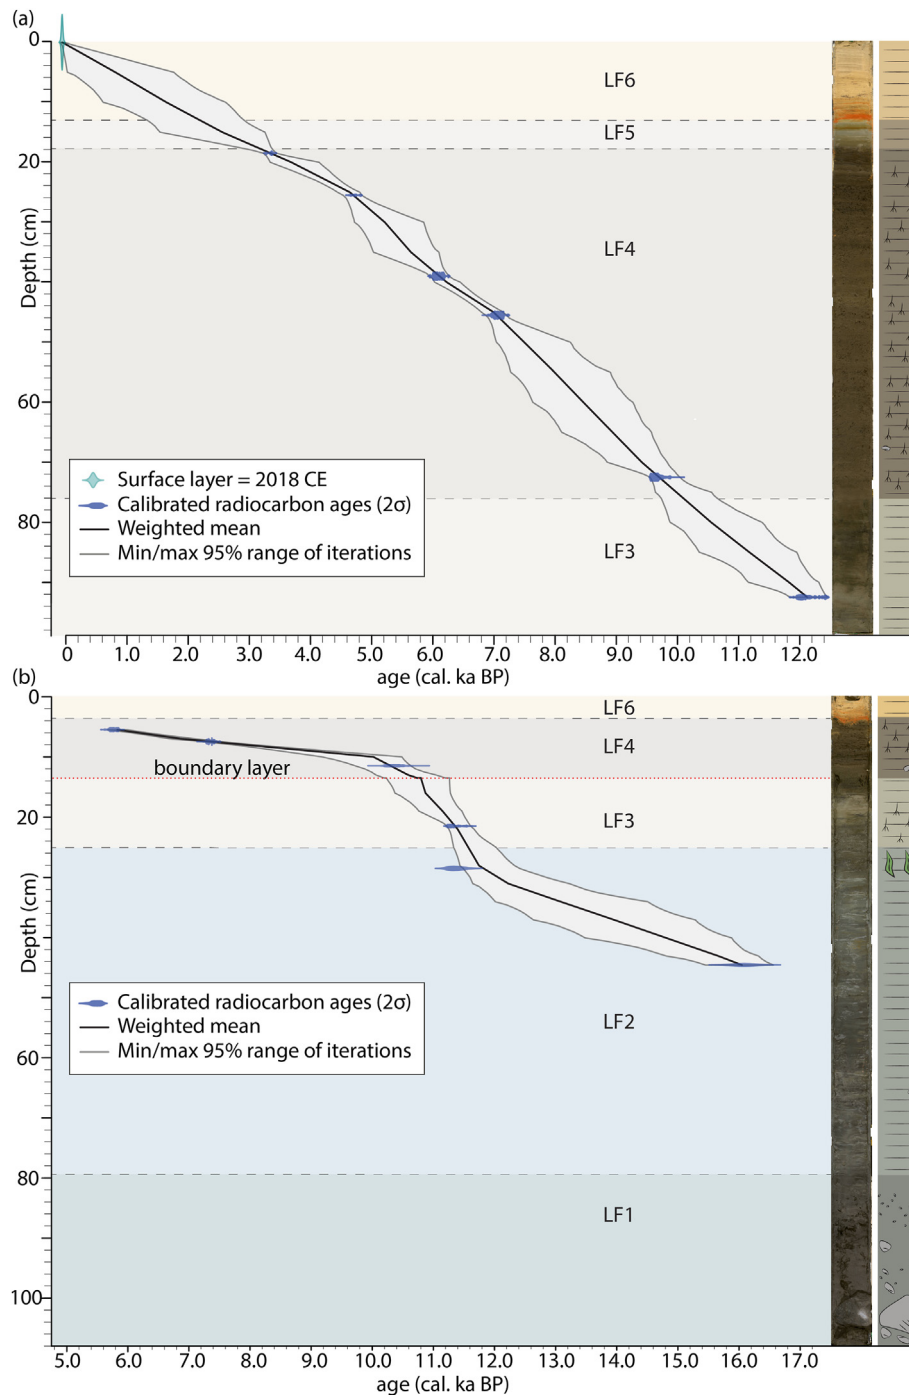 (a)
0
20
40
60
80
Depth (cm)
LF6
LF5
LF4
LF3
Surface layer = 2018 CE
Calibrated radiocarbon ages (2σ)
Weighted mean
Min/max 95% range of iterations
0 1.0 2.0 3.0 4.0 5.0 6.0 7.0 8.0 9.0 10.0 11.0 12.0
age (cal. ka BP)
(b)
0
20
40
60
80
100
Depth (cm)
LF6
LF4
boundary layer
LF3
LF2
LF1
Calibrated radiocarbon ages (2σ)
Weighted mean
Min/max 95% range of iterations
5.0 6.0 7.0 8.0 9.0 10.0 11.0 12.0 13.0 14.0 15.0 16.0 17.0
age (cal. ka BP)